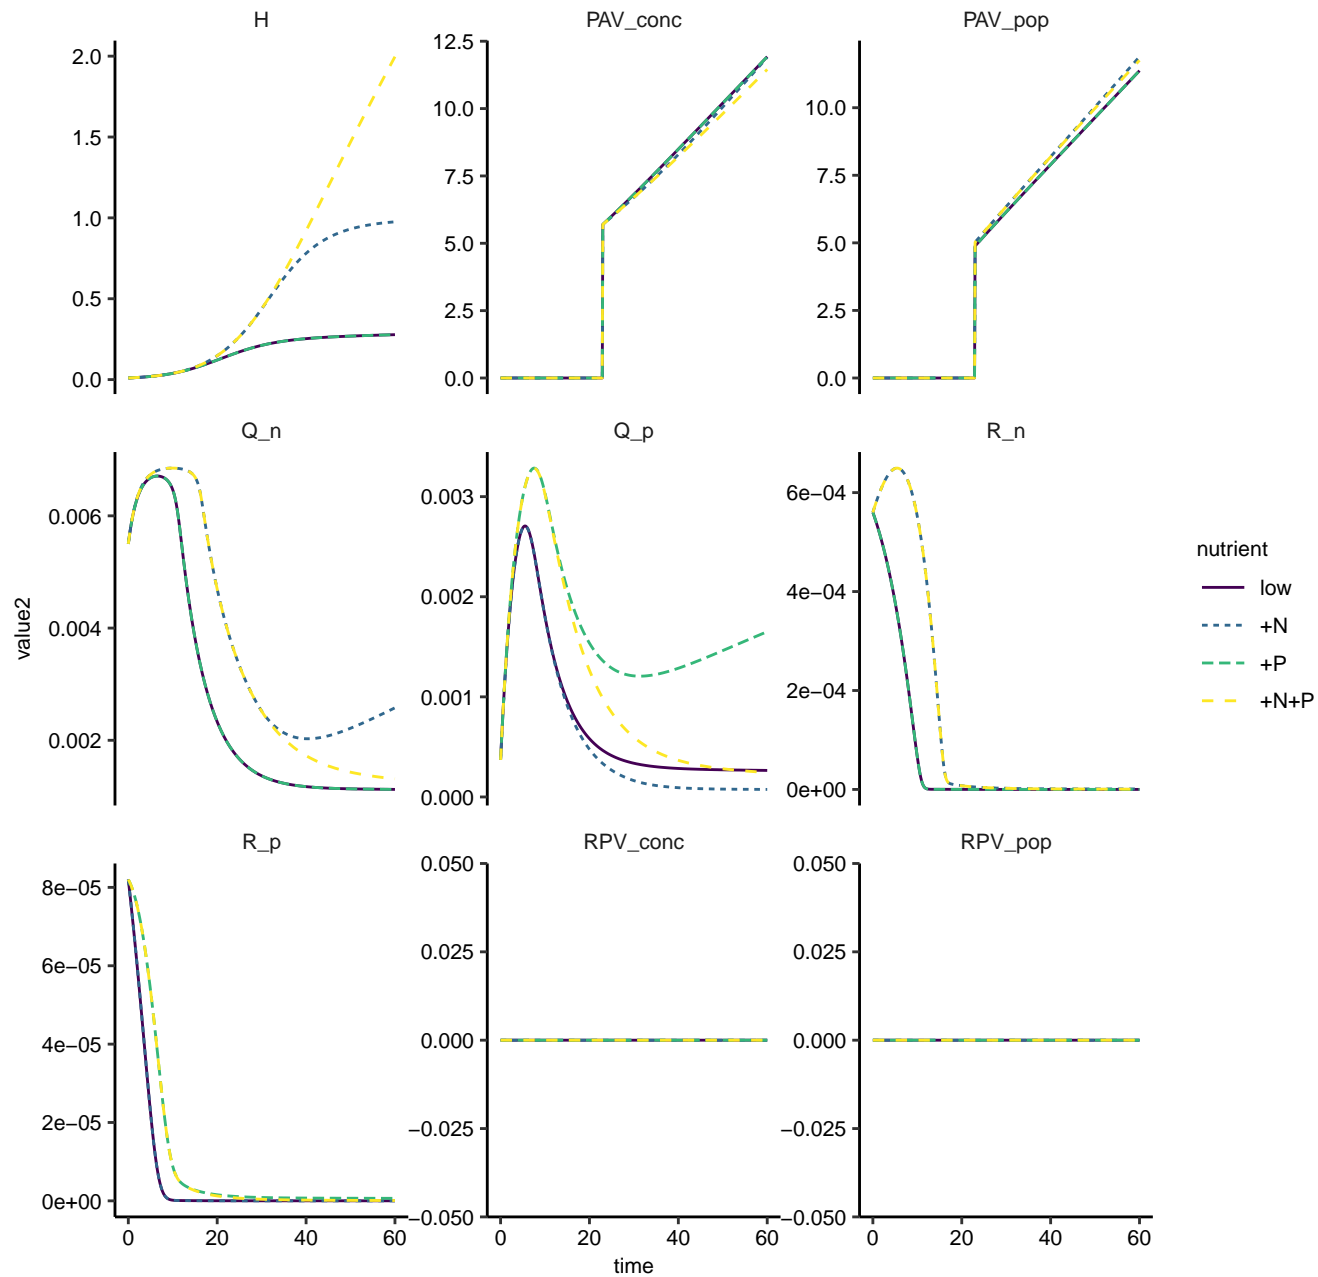 H
PAV_conc
PAV_pop
2.0
1.5
1.0
0.5
0.0
12.5
10.0
7.5
5.0
2.5
0.0
10.0
7.5
5.0
2.5
0.0
Q_n
Q_p
R_n
value2
0.006
0.004
0.002
0.003
0.002
0.001
0.000
6e−04
4e−04
2e−04
0e+00
nutrient
low
+N
+P
+N+P
R_p
RPV_conc
RPV_pop
8e−05
6e−05
4e−05
2e−05
0e+00
0.050
0.025
0.000
−0.025
−0.050
0.050
0.025
0.000
−0.025
−0.050
0 20 40 60
0 20 40 60
0 20 40 60
time